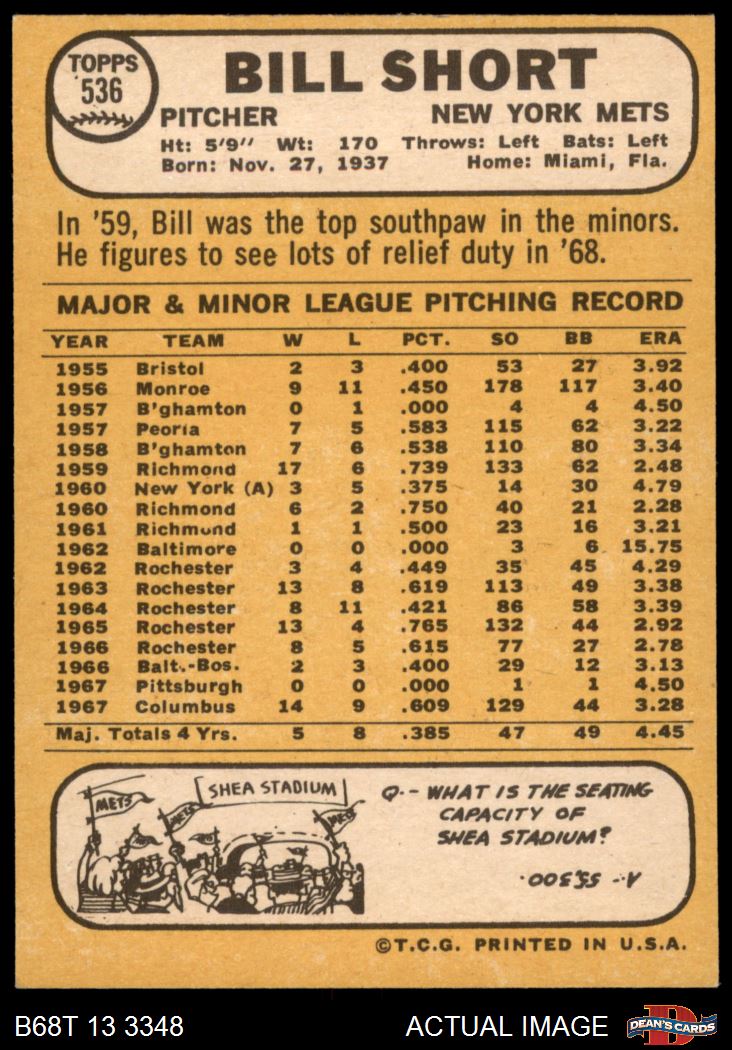 TOPPS
536
BILL SHORT
PITCHER NEW YORK METS
Ht: 5'9" Wt: 170 Throws: Left Bats: Left
Born: Nov. 27, 1937 Home: Miami, Fla.
In '59, Bill was the top southpaw in the minors.
He figures to see lots of relief duty in '68.
MAJOR & MINOR LEAGUE PITCHING RECORD
YEAR TEAM W L PCT. SO BB ERA
1955 Bristol 2 3 .400 53 27 3.92
1956 Monroe 9 11 .450 178 117 3.40
1957 B'ghamton 0 1 .000 4 4 4.50
1957 Peoria 7 5 .583 115 62 3.22
1958 B'ghamton 7 6 .538 110 80 3.34
1959 Richmond 17 6 .739 133 62 2.48
1960 New York (A) 3 5 .375 14 30 4.79
1960 Richmond 6 2 .750 40 21 2.28
1961 Richmond 1 1 .500 23 16 3.21
1962 Baltimore 0 0 .000 3 6 15.75
1962 Rochester 3 4 .449 35 45 4.29
1963 Rochester 13 8 .619 113 49 3.38
1964 Rochester 8 11 .421 86 58 3.39
1965 Rochester 13 4 .765 132 44 2.92
1966 Rochester 8 5 .615 77 27 2.78
1966 Balt.-Bos. 2 3 .400 29 12 3.13
1967 Pittsburgh 0 0 .000 1 1 4.50
1967 Columbus 14 9 .609 129 44 3.28
Maj. Totals 4 Yrs. 5 8 .385 47 49 4.45
METS
METS
SHEA STADIUM
METS
Q-- WHAT IS THE SEATING
CAPACITY OF
SHEA STADIUM?
A-- 55,300.
©T.C.G. PRINTED IN U.S.A.
B68T 13 3348 ACTUAL IMAGE
D
DEAN'S CARDS